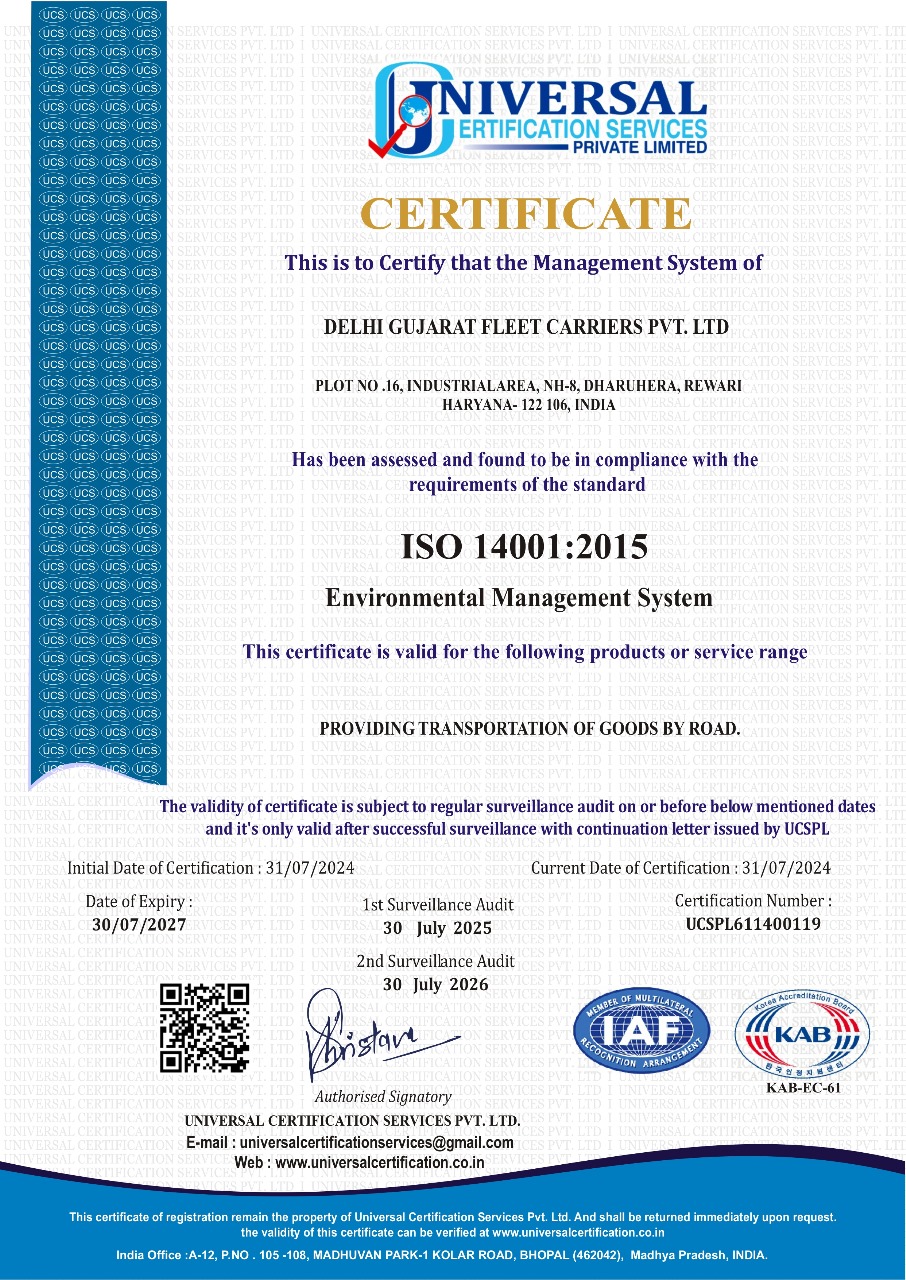 UNIVERSAL
CERTIFICATION SERVICES
PRIVATE LIMITED
CERTIFICATE
This is to Certify that the Management System of
DELHI GUJARAT FLEET CARRIERS PVT. LTD
PLOT NO .16, INDUSTRIALAREA, NH-8, DHARUHERA, REWARI
HARYANA- 122 106, INDIA
Has been assessed and found to be in compliance with the
requirements of the standard
ISO 14001:2015
Environmental Management System
This certificate is valid for the following products or service range
PROVIDING TRANSPORTATION OF GOODS BY ROAD.
The validity of certificate is subject to regular surveillance audit on or before below mentioned dates
and it's only valid after successful surveillance with continuation letter issued by UCSPL
Initial Date of Certification : 31/07/2024
Current Date of Certification : 31/07/2024
Date of Expiry :
30/07/2027
1st Surveillance Audit
30 July 2025
Certification Number :
UCSPL611400119
2nd Surveillance Audit
30 July 2026
MEMBER OF MULTILATERAL
IAF
RECOGNITION ARRANGEMENT
Korea Accreditation Board
KAB
한국인정지원센터
KAB-EC-61
Authorised Signatory
UNIVERSAL CERTIFICATION SERVICES PVT. LTD.
E-mail : universalcertificationservices@gmail.com
Web : www.universalcertification.co.in
This certificate of registration remain the property of Universal Certification Services Pvt. Ltd. And shall be returned immediately upon request.
the validity of this certificate can be verified at www.universalcertification.co.in
India Office :A-12, P.NO . 105 -108, MADHUVAN PARK-1 KOLAR ROAD, BHOPAL (462042), Madhya Pradesh, INDIA.